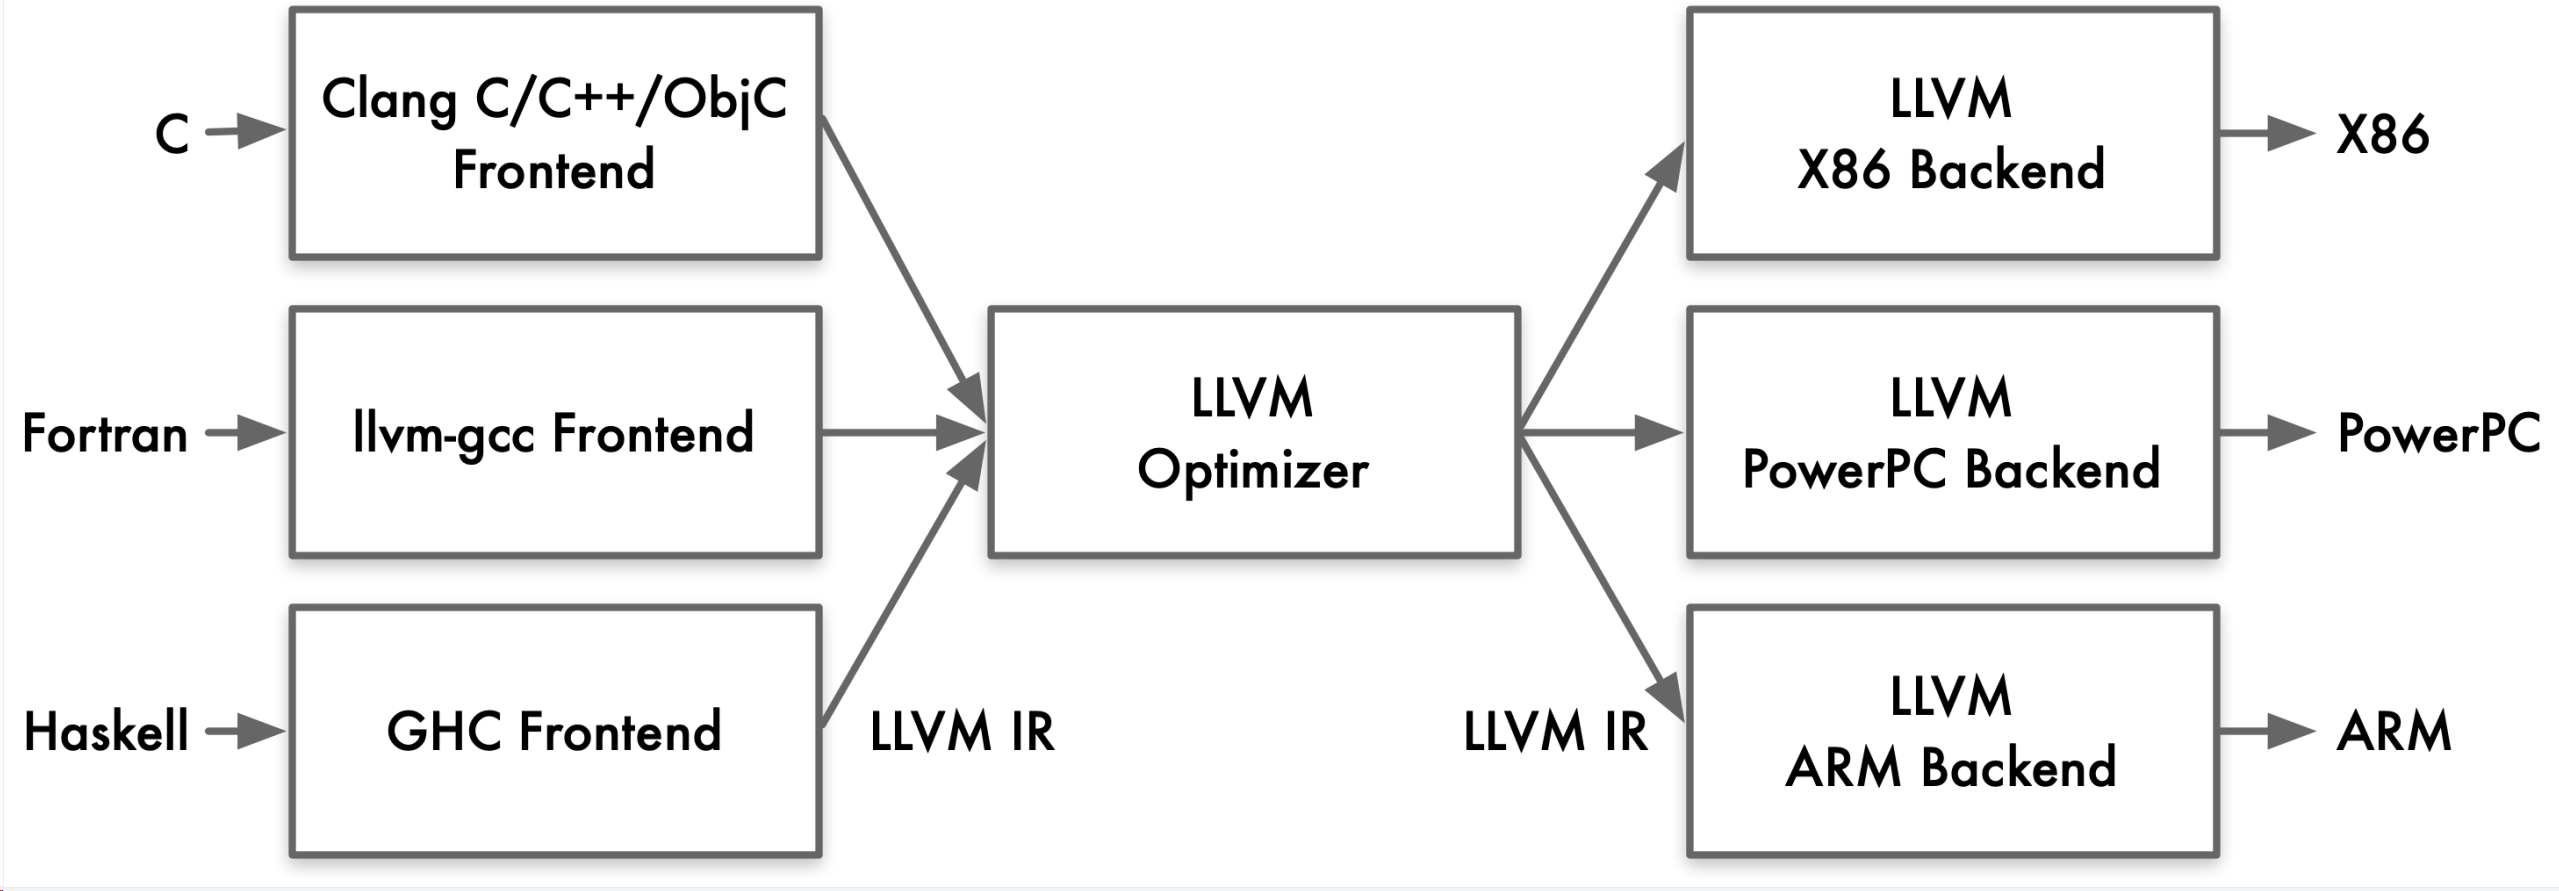 C
Clang C/C++/ObjC
Frontend
Fortran
llvm-gcc Frontend
Haskell
GHC Frontend
LLVM IR
LLVM
Optimizer
LLVM IR
LLVM
X86 Backend
X86
LLVM
PowerPC Backend
PowerPC
LLVM
ARM Backend
ARM